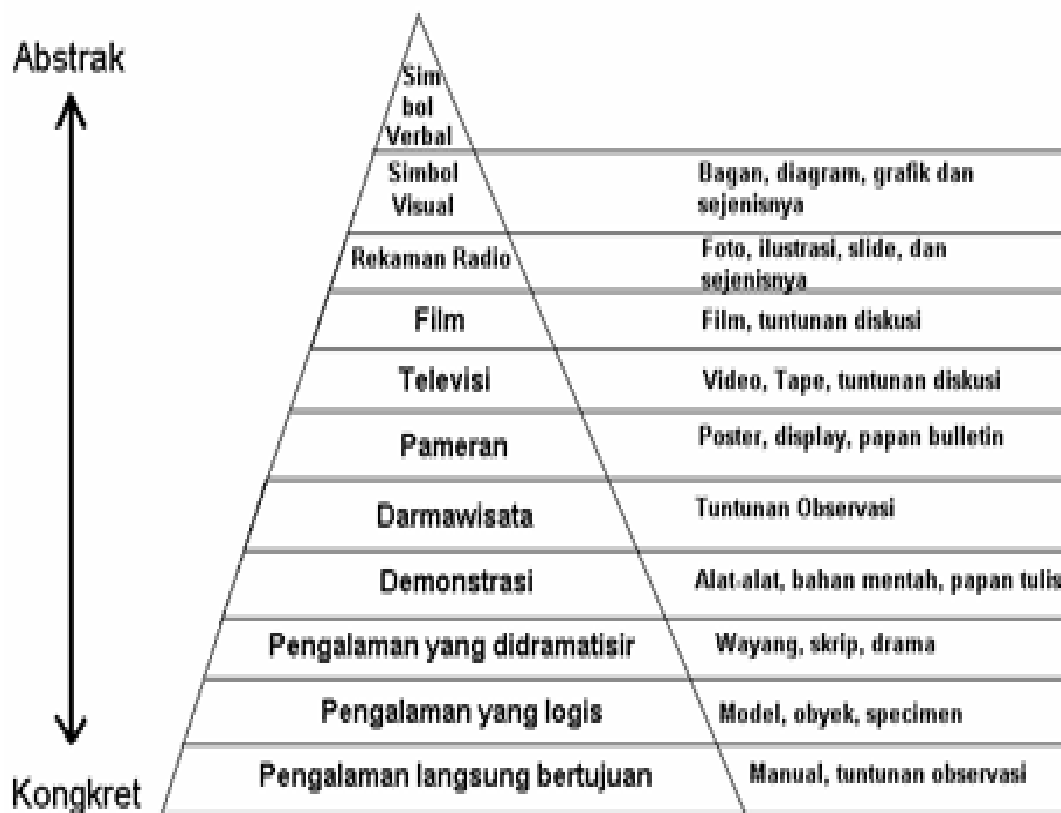 Abstrak
Sim
bol
Verbal
Simbol
Visual
Bagan, diagram, grafik dan
sejenisnya
Rekaman Radio
Foto, ilustrasi, slide, dan
sejenisnya
Film
Film, tuntunan diskusi
Televisi
Video, Tape, tuntunan diskusi
Pameran
Poster, display, papan bulletin
Darmawisata
Tuntunan Observasi
Demonstrasi
Alat-alat, bahan mentah, papan tulis
Pengalaman yang didramatisir
Wayang, skrip, drama
Pengalaman yang logis
Model, obyek, specimen
Pengalaman langsung bertujuan
Manual, tuntunan observasi
Kongkret